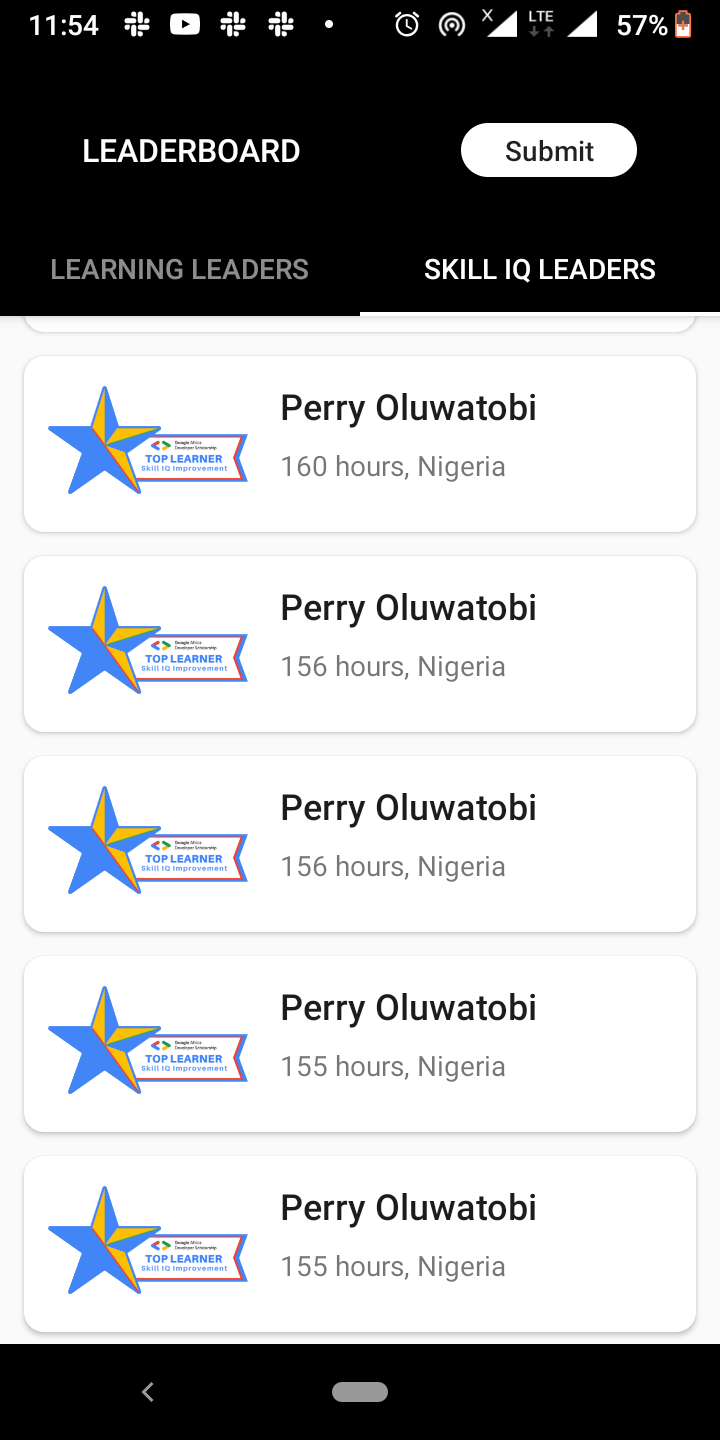 11:54
X
LTE
57%
LEADERBOARD
Submit
LEARNING LEADERS
SKILL IQ LEADERS
Perry Oluwatobi
Google Africa
Developer Scholarship
TOP LEARNER
Skill IQ Improvement
160 hours, Nigeria
Perry Oluwatobi
Google Africa
Developer Scholarship
TOP LEARNER
Skill IQ Improvement
156 hours, Nigeria
Perry Oluwatobi
Google Africa
Developer Scholarship
TOP LEARNER
Skill IQ Improvement
156 hours, Nigeria
Perry Oluwatobi
Google Africa
Developer Scholarship
TOP LEARNER
Skill IQ Improvement
155 hours, Nigeria
Perry Oluwatobi
Google Africa
Developer Scholarship
TOP LEARNER
Skill IQ Improvement
155 hours, Nigeria